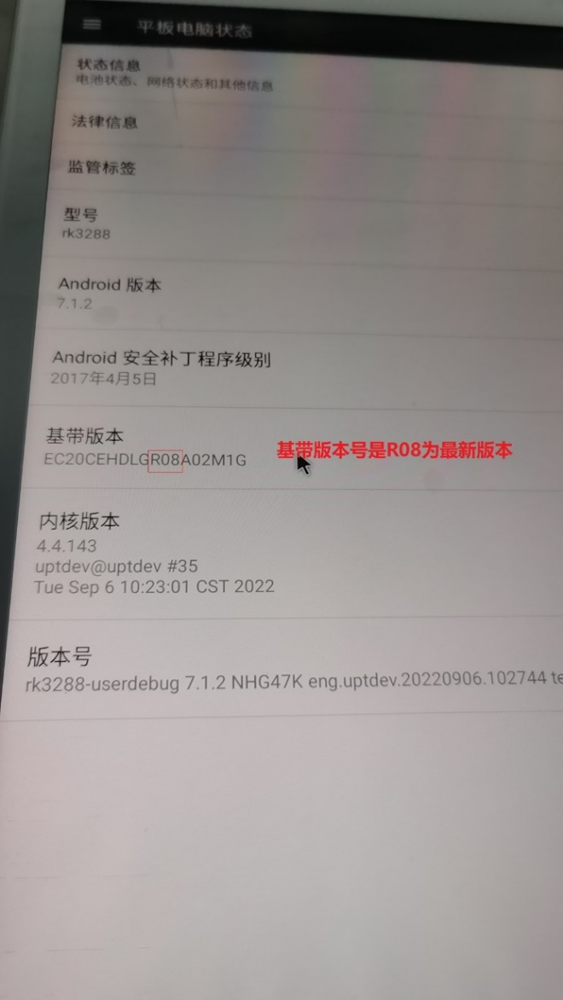 平板电脑状态
状态信息
电池状态、网络状态和其他信息
法律信息
监管标签
型号
rk3288
Android 版本
7.1.2
Android 安全补丁程序级别
2017年4月5日
基带版本
EC20CEHDLGR08A02M1G
基带版本号是R08为最新版本
内核版本
4.4.143
uptdev@uptdev #35
Tue Sep 6 10:23:01 CST 2022
版本号
rk3288-userdebug 7.1.2 NHG47K eng.uptdev.20220906.102744 te